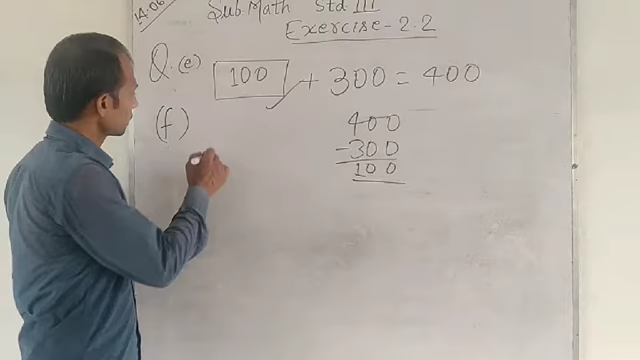 14.06
Sub. Math Std III
Exercise - 2.2
Q. (e) 100 + 300 = 400
(f)
400
-300
100